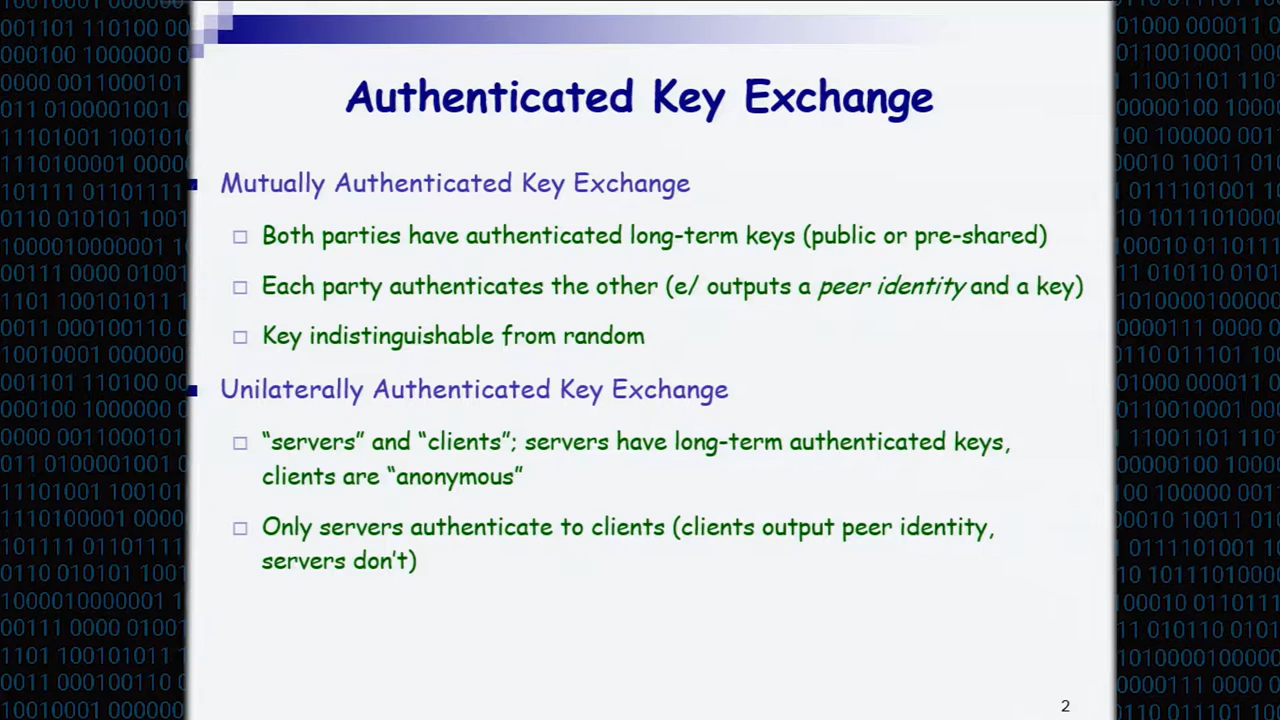 Authenticated Key Exchange
Mutually Authenticated Key Exchange
Both parties have authenticated long-term keys (public or pre-shared)
Each party authenticates the other (e/ outputs a peer identity and a key)
Key indistinguishable from random
Unilaterally Authenticated Key Exchange
“servers” and “clients”; servers have long-term authenticated keys,
clients are “anonymous”
Only servers authenticate to clients (clients output peer identity,
servers don’t)
2